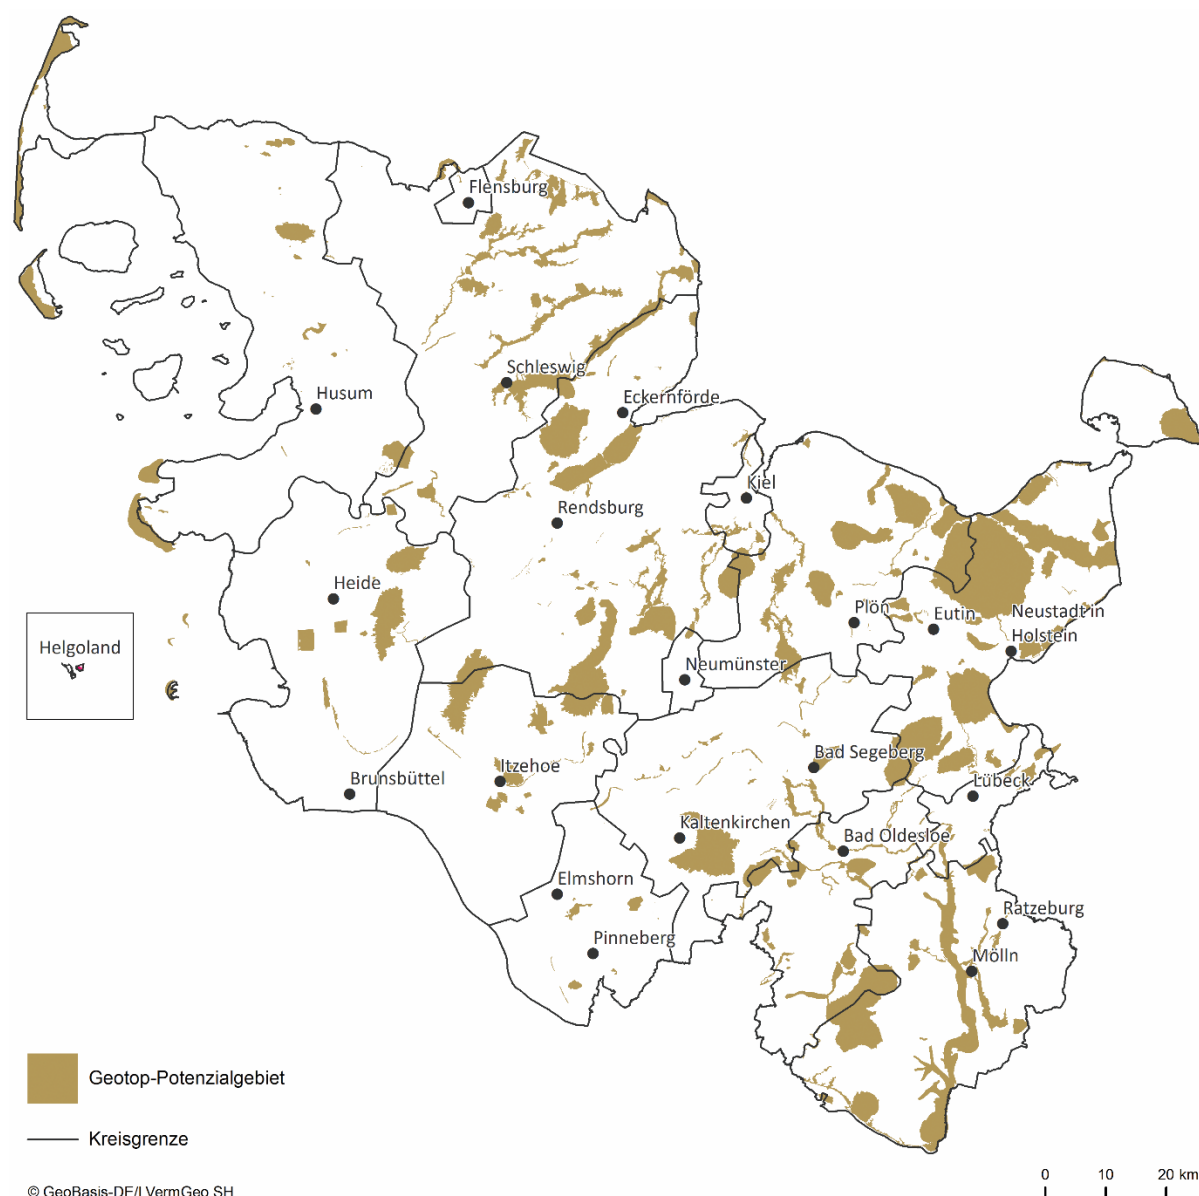 Flensburg
Schleswig
Husum
Eckernförde
Kiel
Rendsburg
Heide
Plön
Eutin
Neustadt in
Holstein
Helgoland
Neumünster
Bad Segeberg
Itzehoe
Brunsbüttel
Lübeck
Kaltenkirchen
Bad Oldesloe
Elmshorn
Ratzeburg
Pinneberg
Mölln
Geotop-Potenzialgebiet
Kreisgrenze
© GeoBasis-DE/LVermGeo SH
0 10 20 km